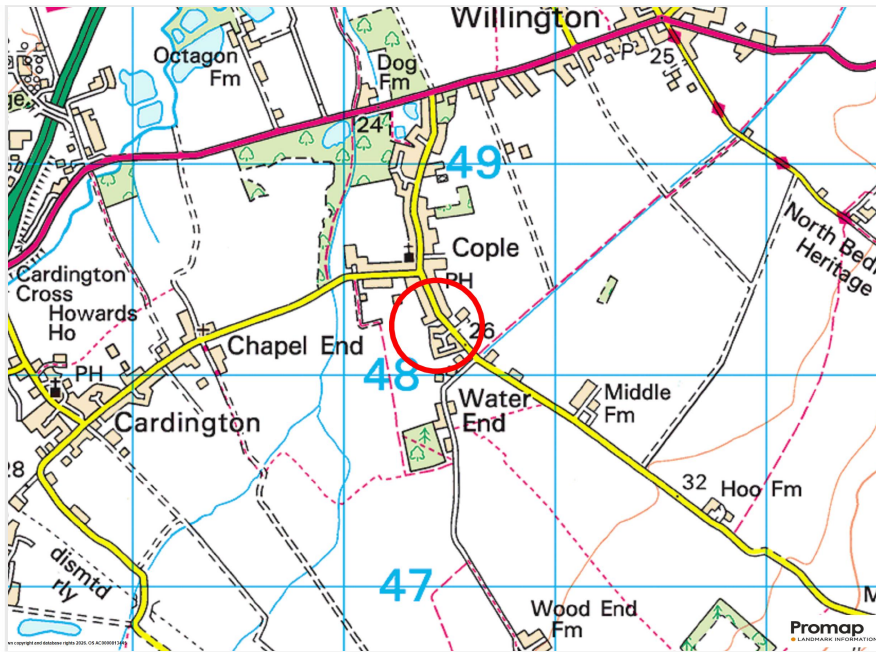 Willington
Octagon
Fm
Dog
Fm
P
25
24
49
North Bed
Heritage
Cople
PH
Cardington
Cross
Howards
Ho
26
Chapel End
48
PH
Water
End
Middle
Fm
Cardington
28
32
Hoo Fm
dismtd
rly
47
M
Wood End
Fm
Promap
LANDMARK INFORMATION